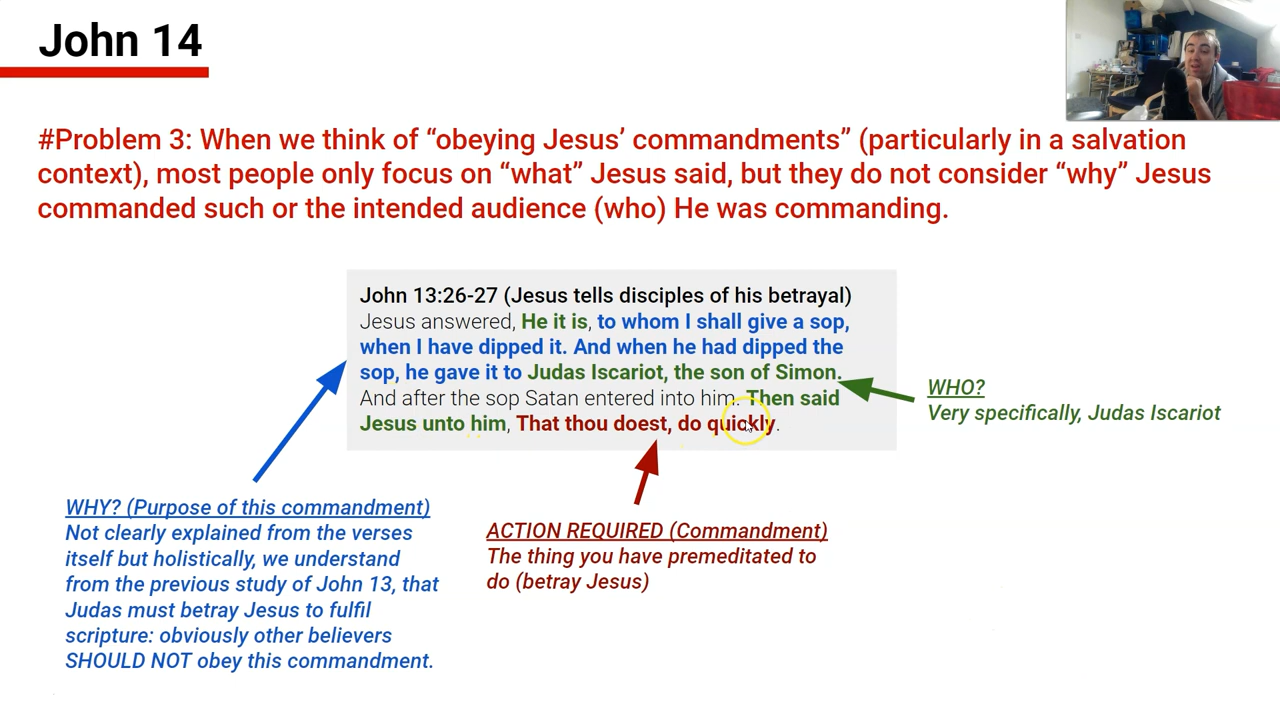 John 14
#Problem 3: When we think of “obeying Jesus’ commandments” (particularly in a salvation
context), most people only focus on “what” Jesus said, but they do not consider “why” Jesus
commanded such or the intended audience (who) He was commanding.
John 13:26-27 (Jesus tells disciples of his betrayal)
Jesus answered, He it is, to whom I shall give a sop,
when I have dipped it. And when he had dipped the
sop, he gave it to Judas Iscariot, the son of Simon.
And after the sop Satan entered into him. Then said
Jesus unto him, That thou doest, do quickly.
WHO?
Very specifically, Judas Iscariot
WHY? (Purpose of this commandment)
Not clearly explained from the verses
itself but holistically, we understand
from the previous study of John 13, that
Judas must betray Jesus to fulfil
scripture: obviously other believers
SHOULD NOT obey this commandment.
ACTION REQUIRED (Commandment)
The thing you have premeditated to
do (betray Jesus)